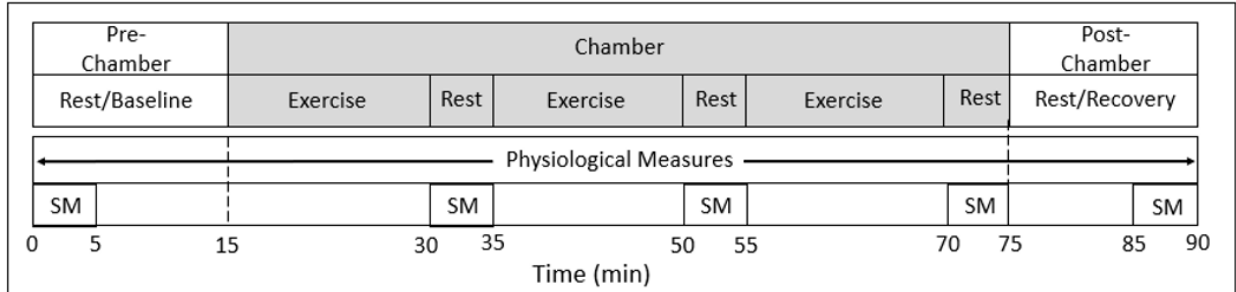 Pre-
Chamber
Chamber
Post-
Chamber
Rest/Baseline Exercise Rest Exercise Rest Exercise Rest Rest/Recovery
Physiological Measures
SM SM SM SM SM
0 5 15 30 35 50 55 70 75 85 90
Time (min)